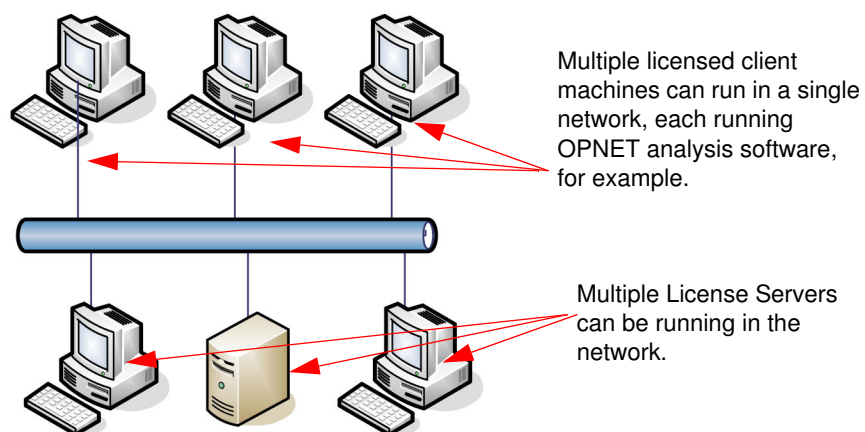 Multiple licensed client
machines can run in a single
network, each running
OPNET analysis software,
for example.
Multiple License Servers
can be running in the
network.